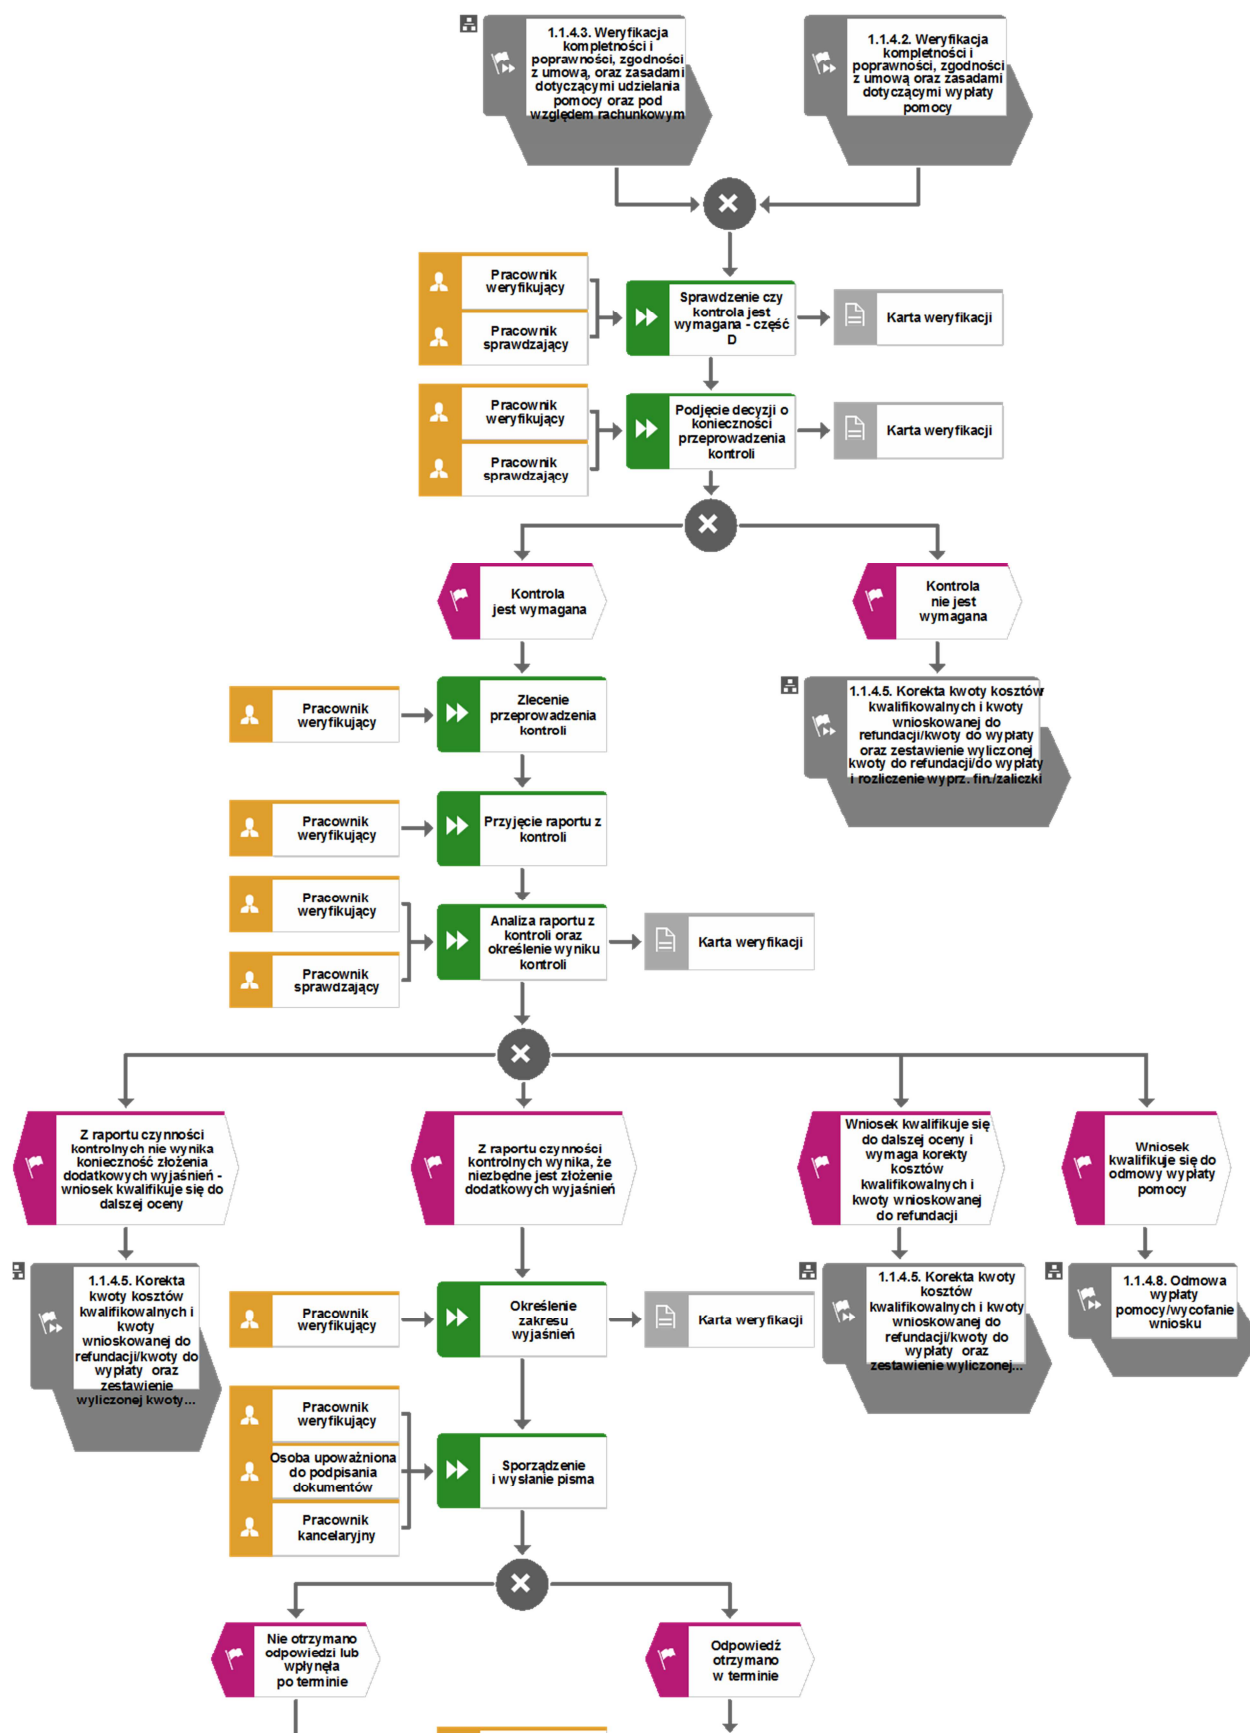 1.1.4.3. Weryfikacja
kompletności i
poprawności, zgodności
z umową, oraz zasadami
dotyczącymi udzielania
pomocy oraz pod
względem rachunkowym
1.1.4.2. Weryfikacja
kompletności i
poprawności, zgodności
z umową oraz zasadami
dotyczącymi wypłaty
pomocy
Pracownik
weryfikujący
Pracownik
sprawdzający
Sprawdzenie czy
kontrola jest
wymagana - część
D
Karta weryfikacji
Pracownik
weryfikujący
Pracownik
sprawdzający
Podjęcie decyzji o
konieczności
przeprowadzenia
kontroli
Karta weryfikacji
Kontrola
jest wymagana
Kontrola
nie jest
wymagana
Pracownik
weryfikujący
Zlecenie
przeprowadzenia
kontroli
1.1.4.5. Korekta kwoty kosztów
kwalifikowalnych i kwoty
wnioskowanej do
refundacji/kwoty do wypłaty
oraz zestawienie wyliczonej
kwoty do refundacji/do wypłaty
i rozliczenie wyprz. fin./zaliczki
Pracownik
weryfikujący
Przyjęcie raportu z
kontroli
Pracownik
weryfikujący
Pracownik
sprawdzający
Analiza raportu z
kontroli oraz
określenie wyniku
kontroli
Karta weryfikacji
Z raportu czynności
kontrolnych nie wynika
konieczność złożenia
dodatkowych wyjaśnień -
wniosek kwalifikuje się do
dalszej oceny
Z raportu czynności
kontrolnych wynika, że
niezbędne jest złożenie
dodatkowych wyjaśnień
Wniosek kwalifikuje się
do dalszej oceny i
wymaga korekty
kosztów
kwalifikowalnych i
kwoty wnioskowanej
do refundacji
Wniosek
kwalifikuje się do
odmowy wypłaty
pomocy
1.1.4.5. Korekta
kwoty kosztów
kwalifikowalnych i
kwoty
wnioskowanej do
refundacji/kwoty do
wypłaty oraz
zestawienie
wyliczonej kwoty...
Pracownik
weryfikujący
Określenie
zakresu
wyjaśnień
Karta weryfikacji
1.1.4.5. Korekta kwoty
kosztów
kwalifikowalnych i kwoty
wnioskowanej do
refundacji/kwoty do
wypłaty oraz
zestawienie wyliczonej...
1.1.4.8. Odmowa
wypłaty
pomocy/wycofanie
wniosku
Pracownik
weryfikujący
Osoba upoważniona
do podpisania
dokumentów
Pracownik
kancelaryjny
Sporządzenie
i wysłanie pisma
Nie otrzymano
odpowiedzi lub
wpłynęła
po terminie
Odpowiedź
otrzymano
w terminie